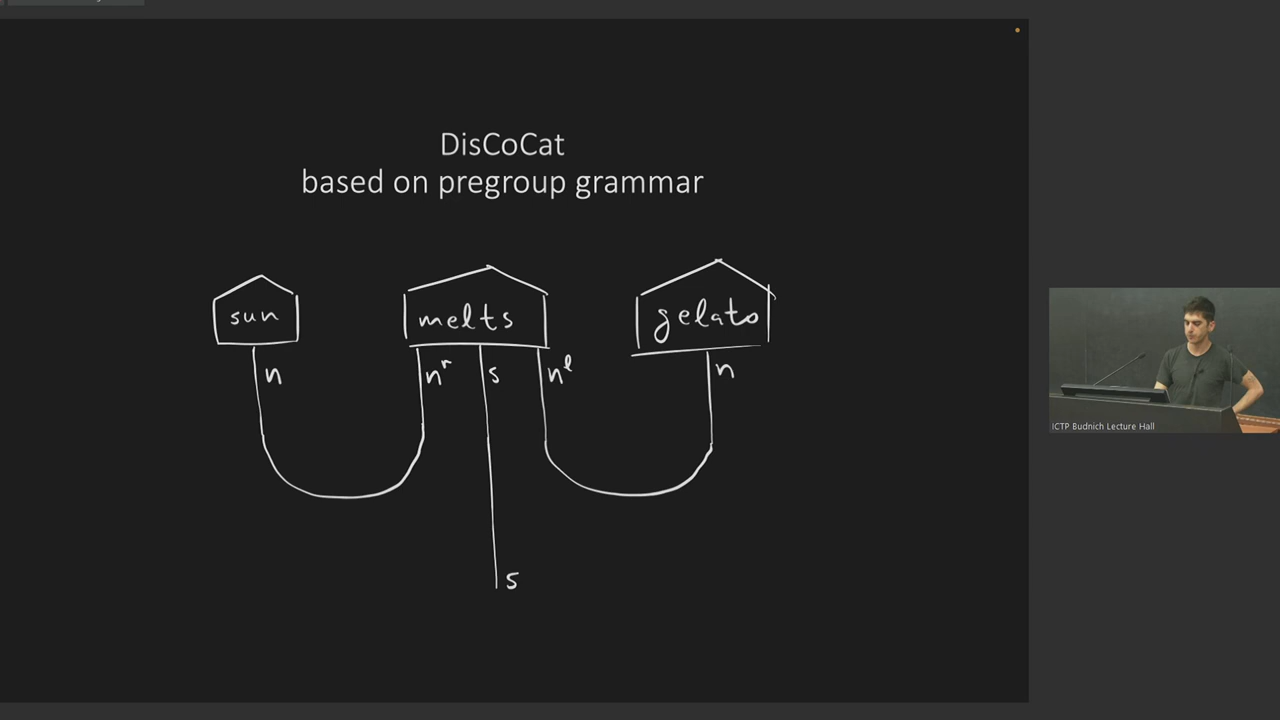 DisCoCat
based on pregroup grammar
sun melts gelato
n nʳ s nˡ n
s
ICTP Budnich Lecture Hall